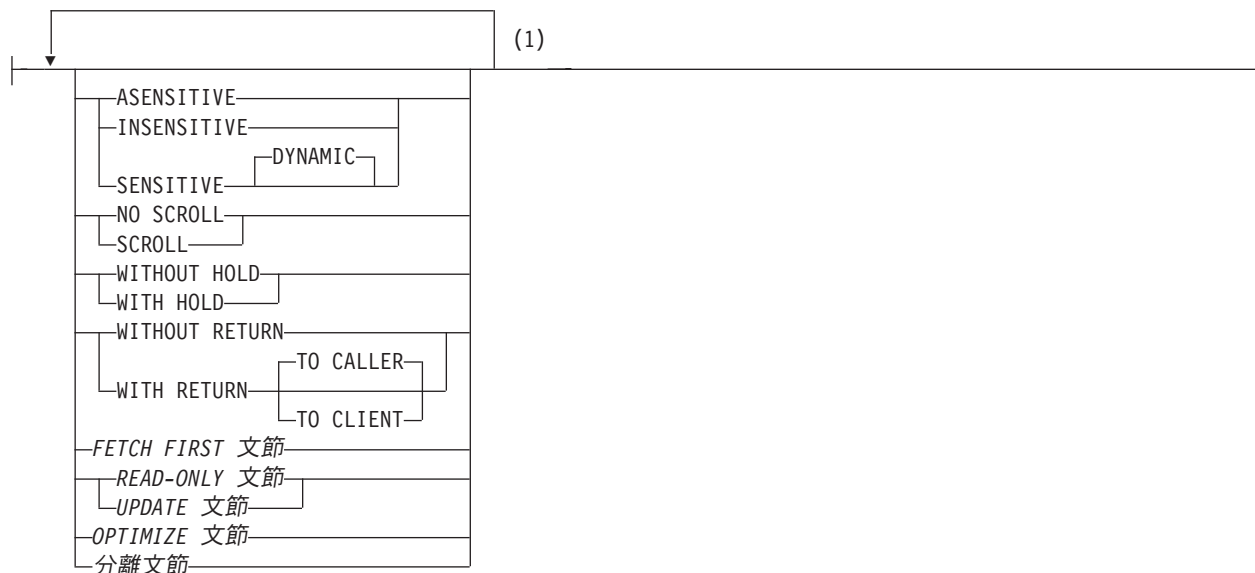 (1)
ASENSITIVE
INSENSITIVE
DYNAMIC
SENSITIVE
NO SCROLL
SCROLL
WITHOUT HOLD
WITH HOLD
WITHOUT RETURN
TO CALLER
WITH RETURN
TO CLIENT
FETCH FIRST 文節
READ-ONLY 文節
UPDATE 文節
OPTIMIZE 文節
分離文節